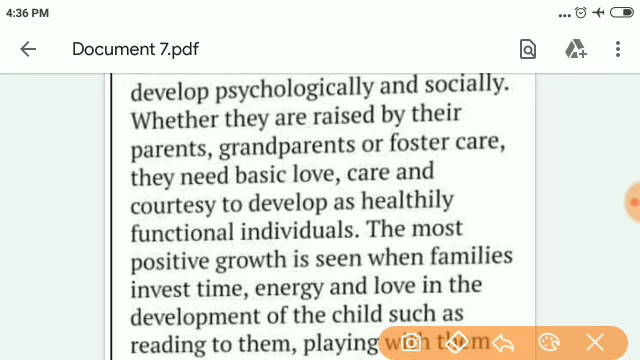 4:36 PM
Document 7.pdf
develop psychologically and socially.
Whether they are raised by their
parents, grandparents or foster care,
they need basic love, care and
courtesy to develop as healthily
functional individuals. The most
positive growth is seen when families
invest time, energy and love in the
development of the child such as
reading to them, playing with them